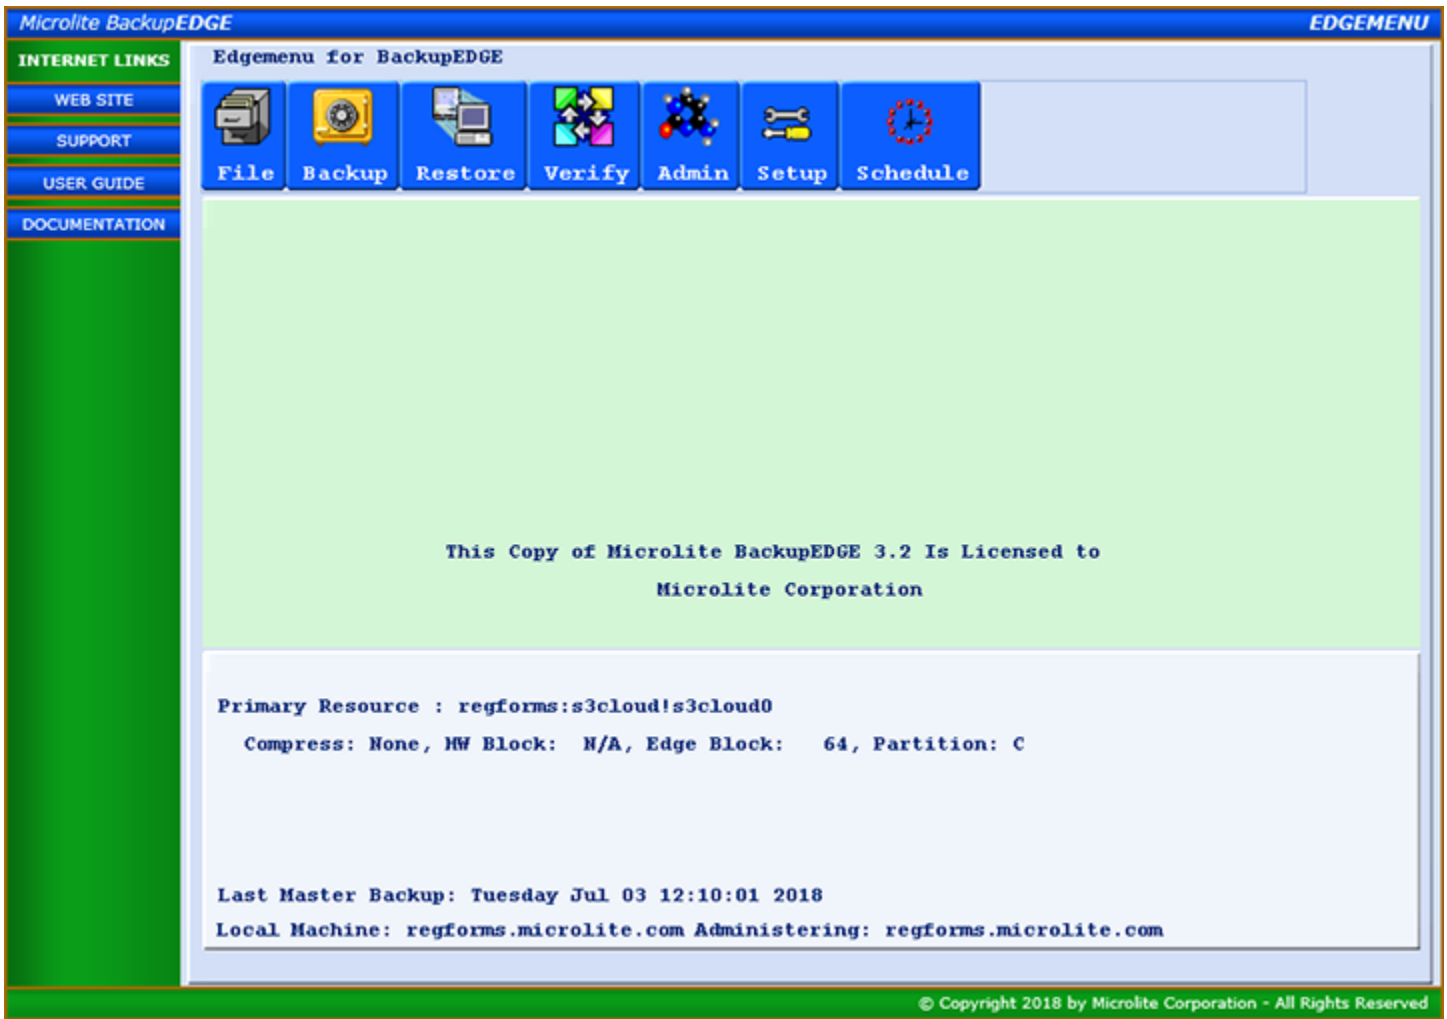 Microlite BackupEDGE
EDGEMENU
INTERNET LINKS
WEB SITE
SUPPORT
USER GUIDE
DOCUMENTATION
Edgemenu for BackupEDGE
File Backup Restore Verify Admin Setup Schedule
This Copy of Microlite BackupEDGE 3.2 Is Licensed to
Microlite Corporation
Primary Resource : regforms:s3cloud!s3cloud0
Compress: None, HW Block: N/A, Edge Block: 64, Partition: C
Last Master Backup: Tuesday Jul 03 12:10:01 2018
Local Machine: regforms.microlite.com Administering: regforms.microlite.com
© Copyright 2018 by Microlite Corporation - All Rights Reserved